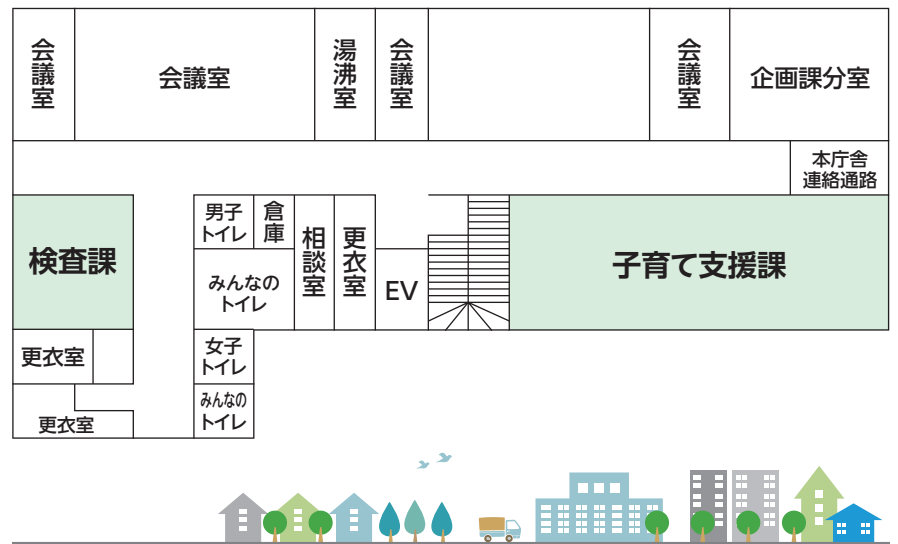 会議室
会議室
湯沸室
会議室
会議室
企画課分室
本庁舎
連絡通路
検査課
男子
トイレ
倉庫
相談室
更衣室
みんなの
トイレ
EV
子育て支援課
更衣室
女子
トイレ
更衣室
みんなの
トイレ